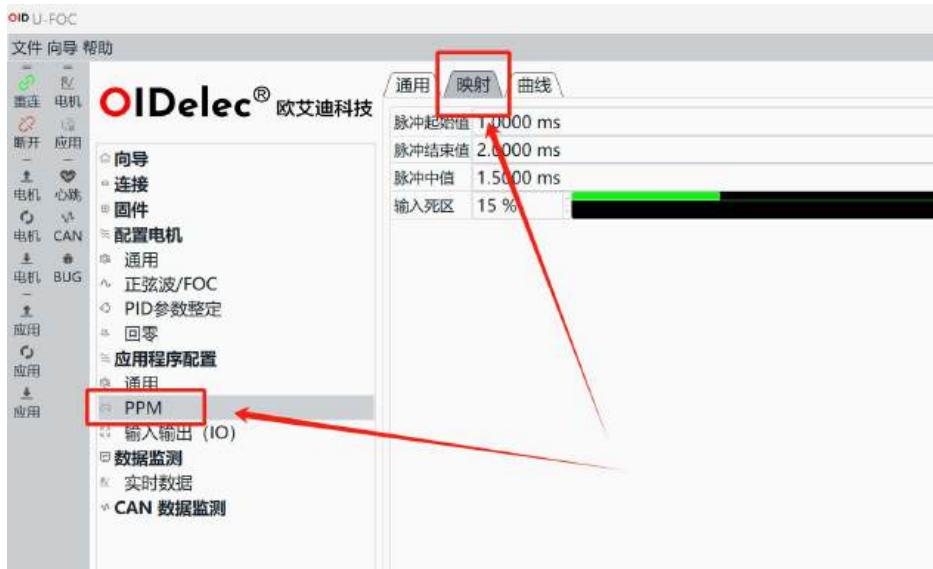 OID U-FOC
文件 向导 帮助
重连 电机
断开 应用
电机 心跳
电机 CAN
电机 BUG
应用
应用
应用
OIDelec® 欧艾迪科技
向导
连接
固件
配置电机
通用
正弦波/FOC
PID参数整定
回零
应用程序配置
通用
PPM
输入输出（IO）
数据监测
实时数据
CAN 数据监测
通用 映射 曲线
脉冲起始值 1.0000 ms
脉冲结束值 2.0000 ms
脉冲中值 1.5000 ms
输入死区 15 %